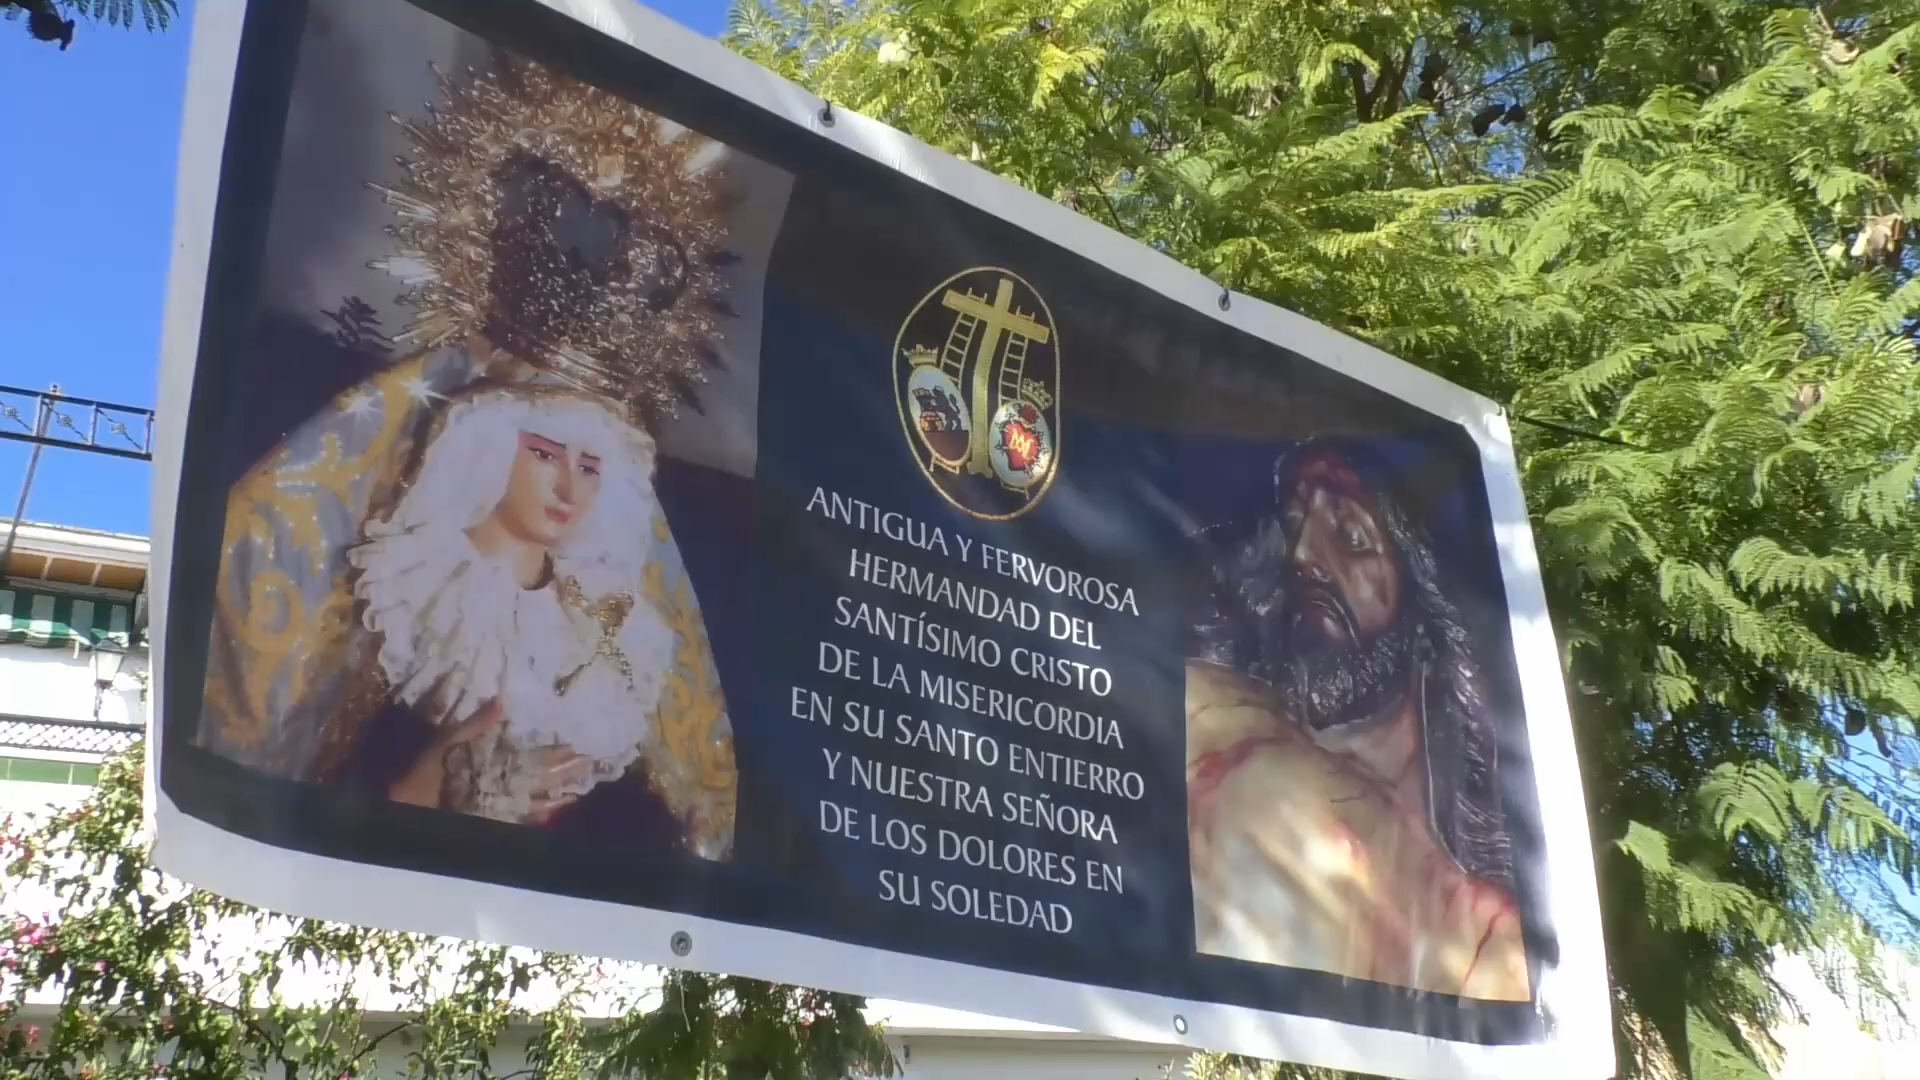 ANTIGUA Y FERVOROSA
HERMANDAD DEL
SANTÍSIMO CRISTO
DE LA MISERICORDIA
EN SU SANTO ENTIERRO
Y NUESTRA SEÑORA
DE LOS DOLORES EN
SU SOLEDAD